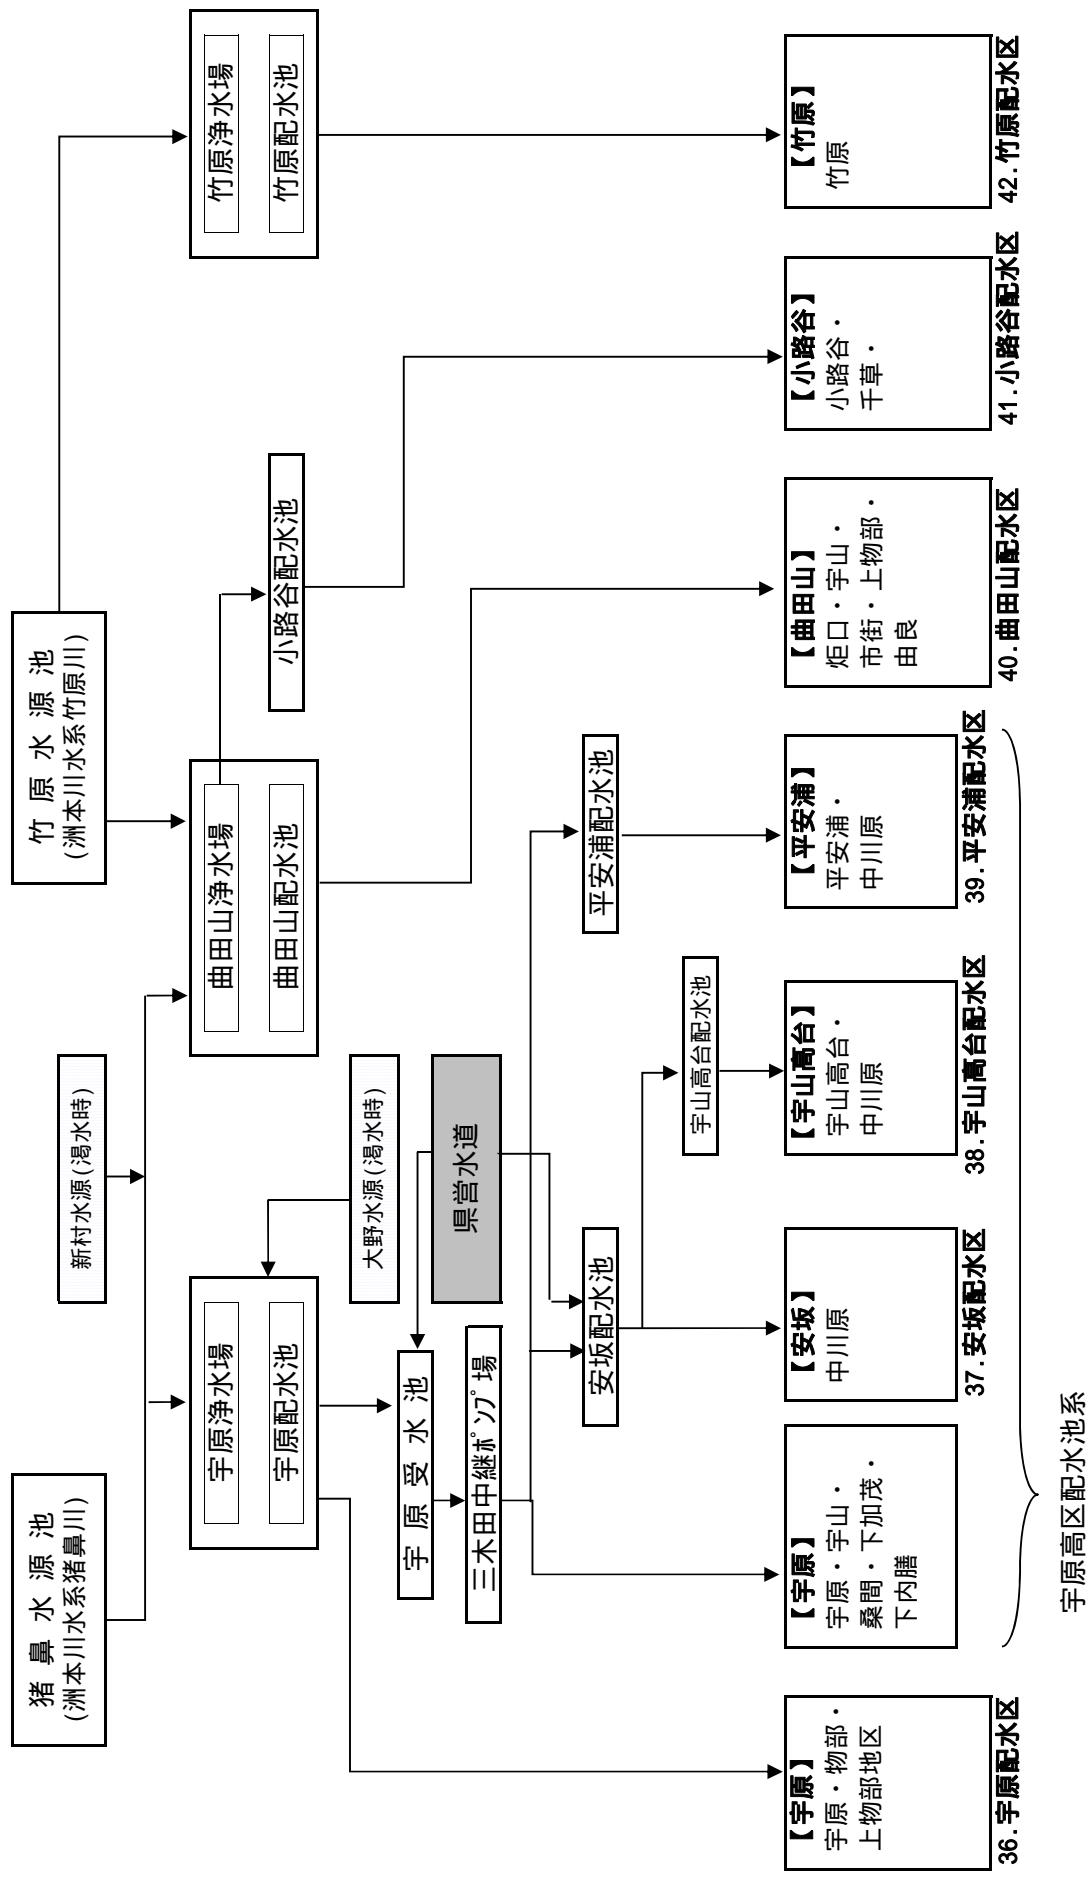 猪鼻水源池
(洲本川水系猪鼻川)
新村水源(渇水時)
竹原水源池
(洲本川水系竹原川)
宇原浄水場
宇原配水池
曲田山浄水場
曲田山配水池
竹原浄水場
竹原配水池
大野水源(渇水時)
小路谷配水池
宇原受水池
県営水道
三木田中継ﾎﾟﾝﾌﾟ場
安坂配水池
平安浦配水池
宇山高台配水池
【宇原】
宇原・物部・
上物部地区
36.宇原配水区
【宇原】
宇原・宇山・
桑間・下加茂・
下内膳
【安坂】
中川原
37.安坂配水区
【宇山高台】
宇山高台・
中川原
38.宇山高台配水区
【平安浦】
平安浦・
中川原
39.平安浦配水区
【曲田山】
炬口・宇山・
市街・上物部・
由良
40.曲田山配水区
【小路谷】
小路谷・
千草・
41.小路谷配水区
【竹原】
竹原
42.竹原配水区
宇原高区配水池系